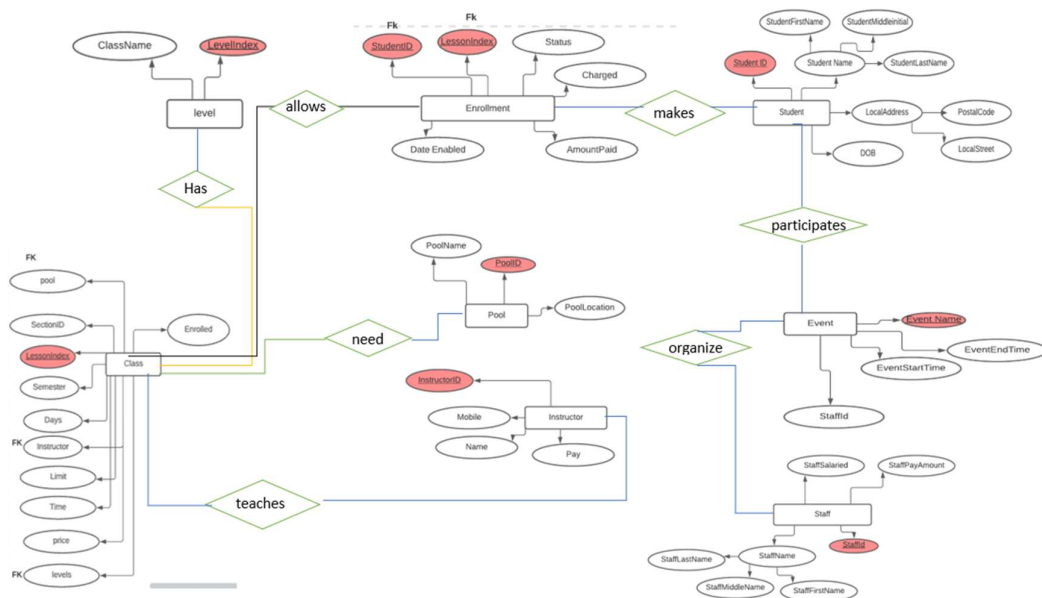 Fk
Fk
ClassName
LevelIndex
StudentID
LessonIndex
Status
StudentFirstName
StudentMiddleinitial
Student ID
Student Name
StudentLastName
Charged
level
allows
Enrollment
makes
Student
LocalAddress
PostalCode
Date Enabled
AmountPaid
DOB
LocalStreet
Has
participates
FK
pool
PoolName
PoolID
SectionID
Enrolled
Pool
PoolLocation
need
Event
Event Name
organize
EventEndTime
EventStartTime
LessonIndex
Class
Semester
InstructorID
Days
Mobile
Instructor
StaffId
FK
Instructor
Name
Pay
Limit
StaffSalaried
StaffPayAmount
Time
teaches
Staff
price
StaffId
StaffName
StaffLastName
FK
levels
StaffMiddleName
StaffFirstName